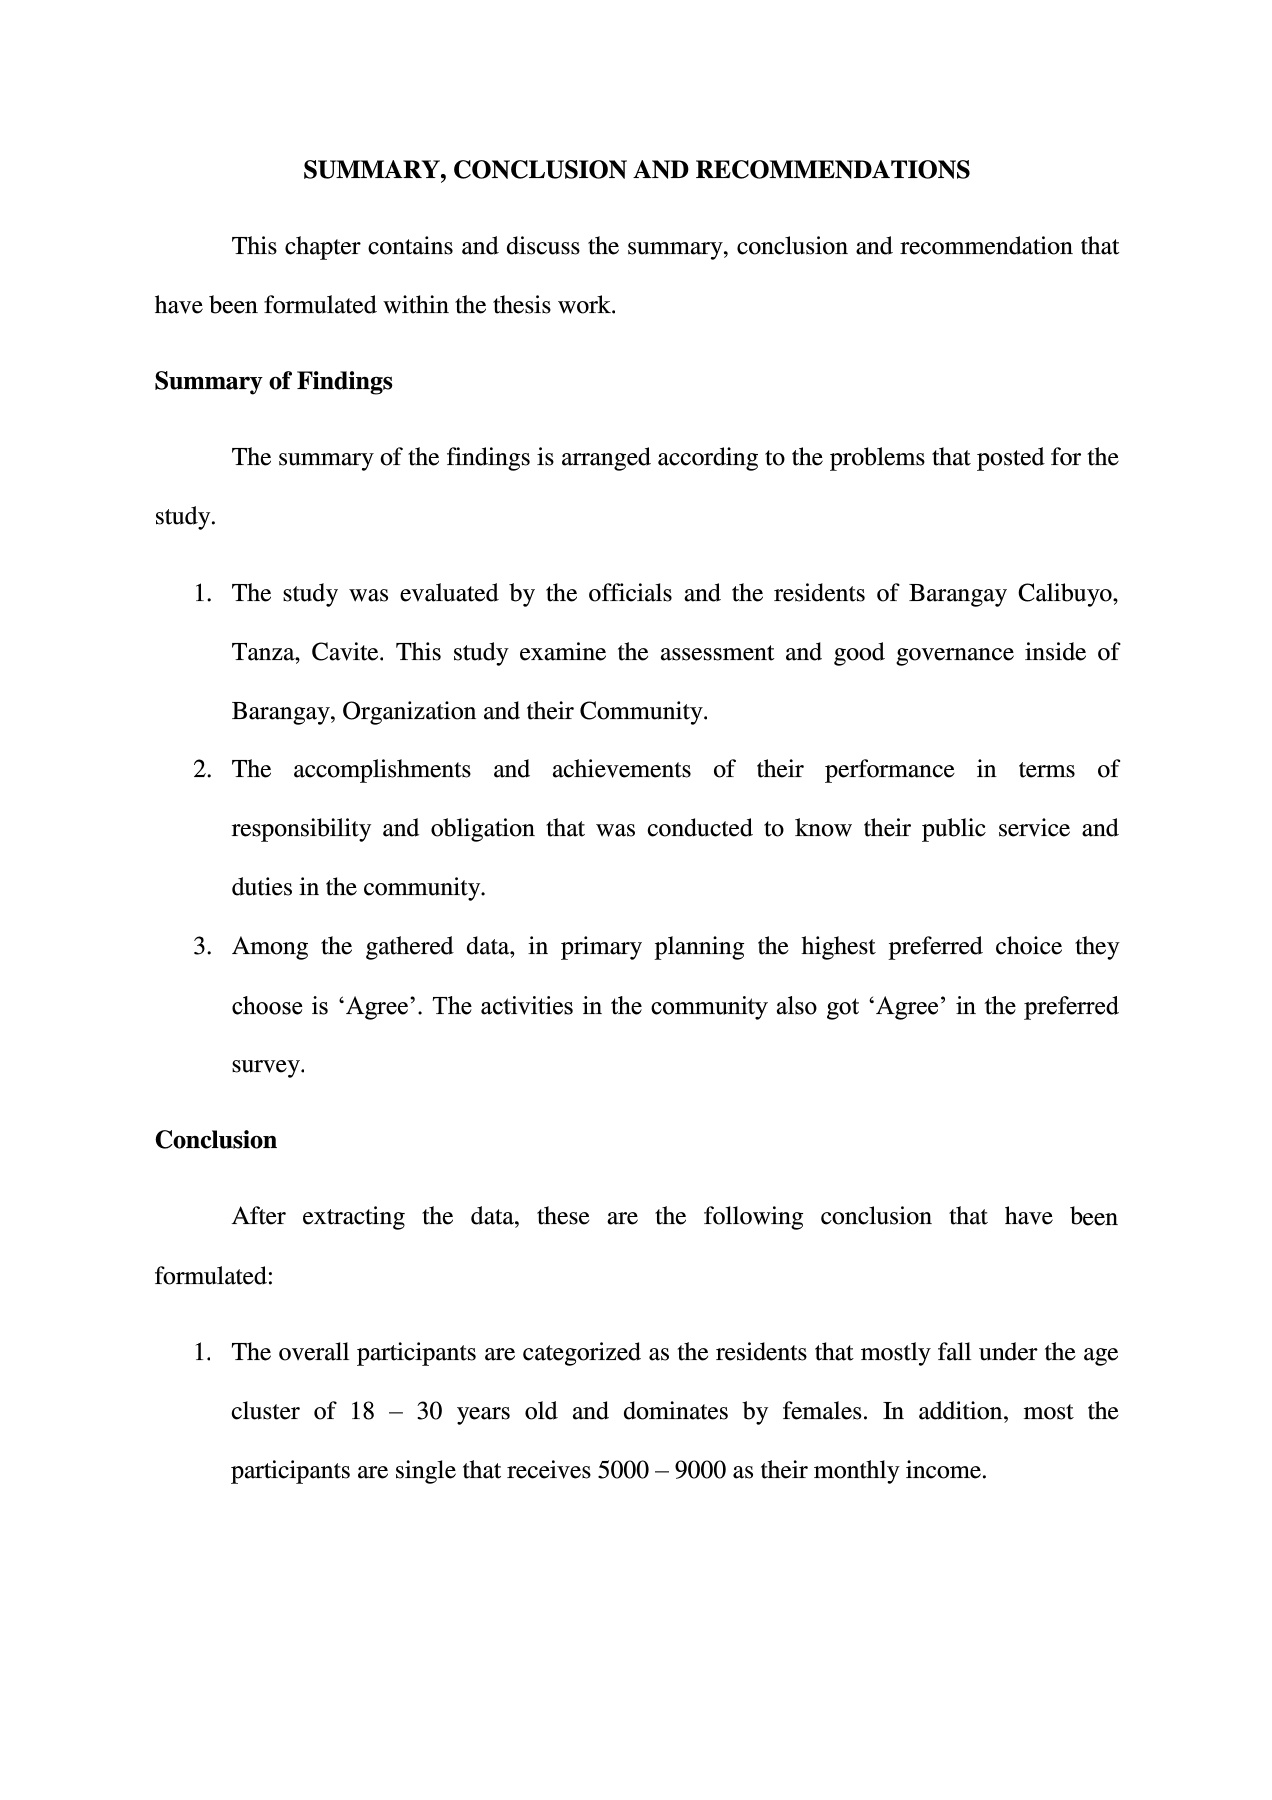 SUMMARY, CONCLUSION AND RECOMMENDATIONS
This chapter contains and discuss the summary, conclusion and recommendation that
have been formulated within the thesis work.
Summary of Findings
The summary of the findings is arranged according to the problems that posted for the
study.
1. The study was evaluated by the officials and the residents of Barangay Calibuyo,
Tanza, Cavite. This study examine the assessment and good governance inside of
Barangay, Organization and their Community.
2. The accomplishments and achievements of their performance in terms of
responsibility and obligation that was conducted to know their public service and
duties in the community.
3. Among the gathered data, in primary planning the highest preferred choice they
choose is ‘Agree’. The activities in the community also got ‘Agree’ in the preferred
survey.
Conclusion
After extracting the data, these are the following conclusion that have been
formulated:
1. The overall participants are categorized as the residents that mostly fall under the age
cluster of 18 – 30 years old and dominates by females. In addition, most the
participants are single that receives 5000 – 9000 as their monthly income.